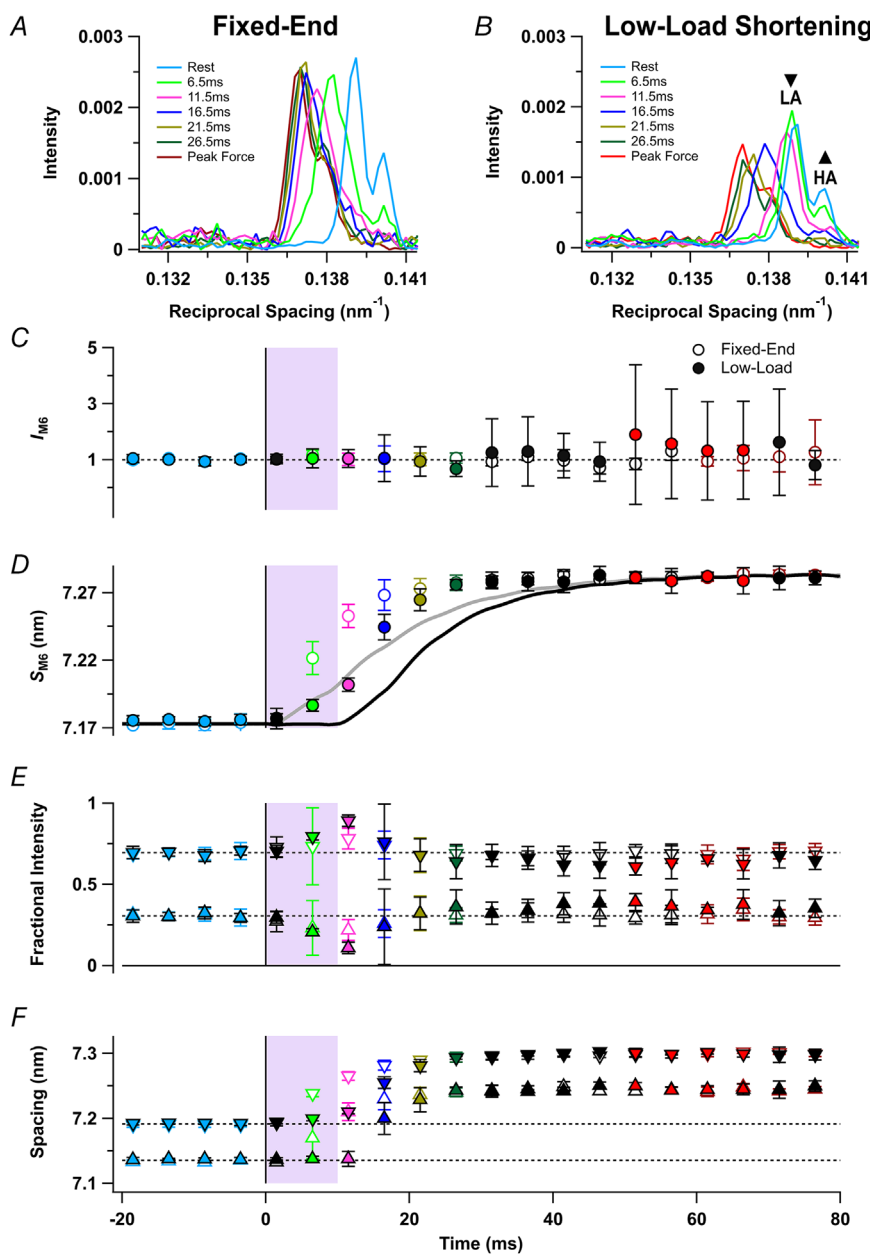 A Fixed-End
B Low-Load Shortening
0.003
0.002
0.001
0
Intensity
Rest
6.5ms
11.5ms
16.5ms
21.5ms
26.5ms
Peak Force
0.132 0.135 0.138 0.141
Reciprocal Spacing (nm⁻¹)
0.003
0.002
0.001
0
Intensity
Rest
6.5ms
11.5ms
16.5ms
21.5ms
26.5ms
Peak Force
▼
LA
▲
HA
0.132 0.135 0.138 0.141
Reciprocal Spacing (nm⁻¹)
C
5
3
1
I_M6
Fixed-End
Low-Load
D
7.27
7.22
7.17
S_M6 (nm)
E
1
0.5
0
Fractional Intensity
F
7.3
7.2
7.1
Spacing (nm)
-20 0 20 40 60 80
Time (ms)